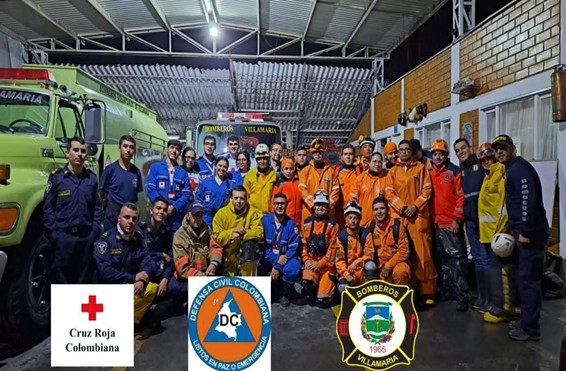 BOMBEROS VILLAMARIA
AMARIA
BOMBEROS
Cruz Roja
Colombiana
DEFENSA CIVIL COLOMBIANA
DC
LISTOS EN PAZ O EMERGENCIA
BOMBEROS
1965
VILLAMARIA